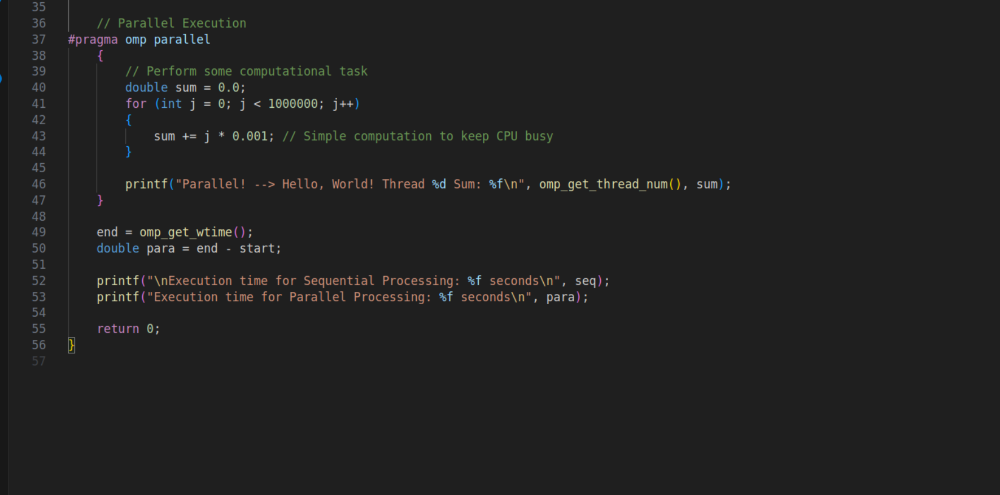 35
36 // Parallel Execution
37 #pragma omp parallel
38 {
39 // Perform some computational task
40 double sum = 0.0;
41 for (int j = 0; j < 1000000; j++)
42 {
43 sum += j * 0.001; // Simple computation to keep CPU busy
44 }
45
46 printf("Parallel! --> Hello, World! Thread %d Sum: %f\n", omp_get_thread_num(), sum);
47 }
48
49 end = omp_get_wtime();
50 double para = end - start;
51
52 printf("\nExecution time for Sequential Processing: %f seconds\n", seq);
53 printf("Execution time for Parallel Processing: %f seconds\n", para);
54
55 return 0;
56 }
57